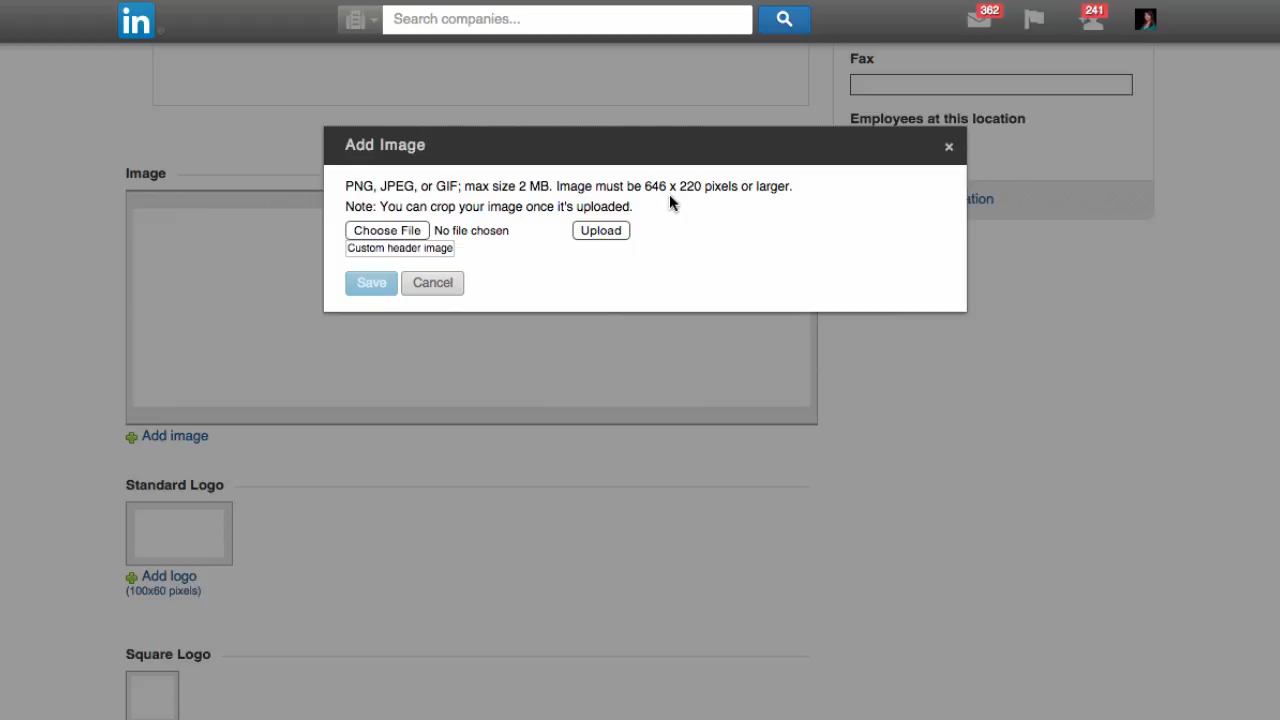 in
Search companies...
362
241
Fax
Employees at this location
Add Image
×
Image
PNG, JPEG, or GIF; max size 2 MB. Image must be 646 x 220 pixels or larger.
Note: You can crop your image once it's uploaded.
ation
Choose File No file chosen Upload
Custom header image
Save Cancel
Add image
Standard Logo
Add logo
(100x60 pixels)
Square Logo